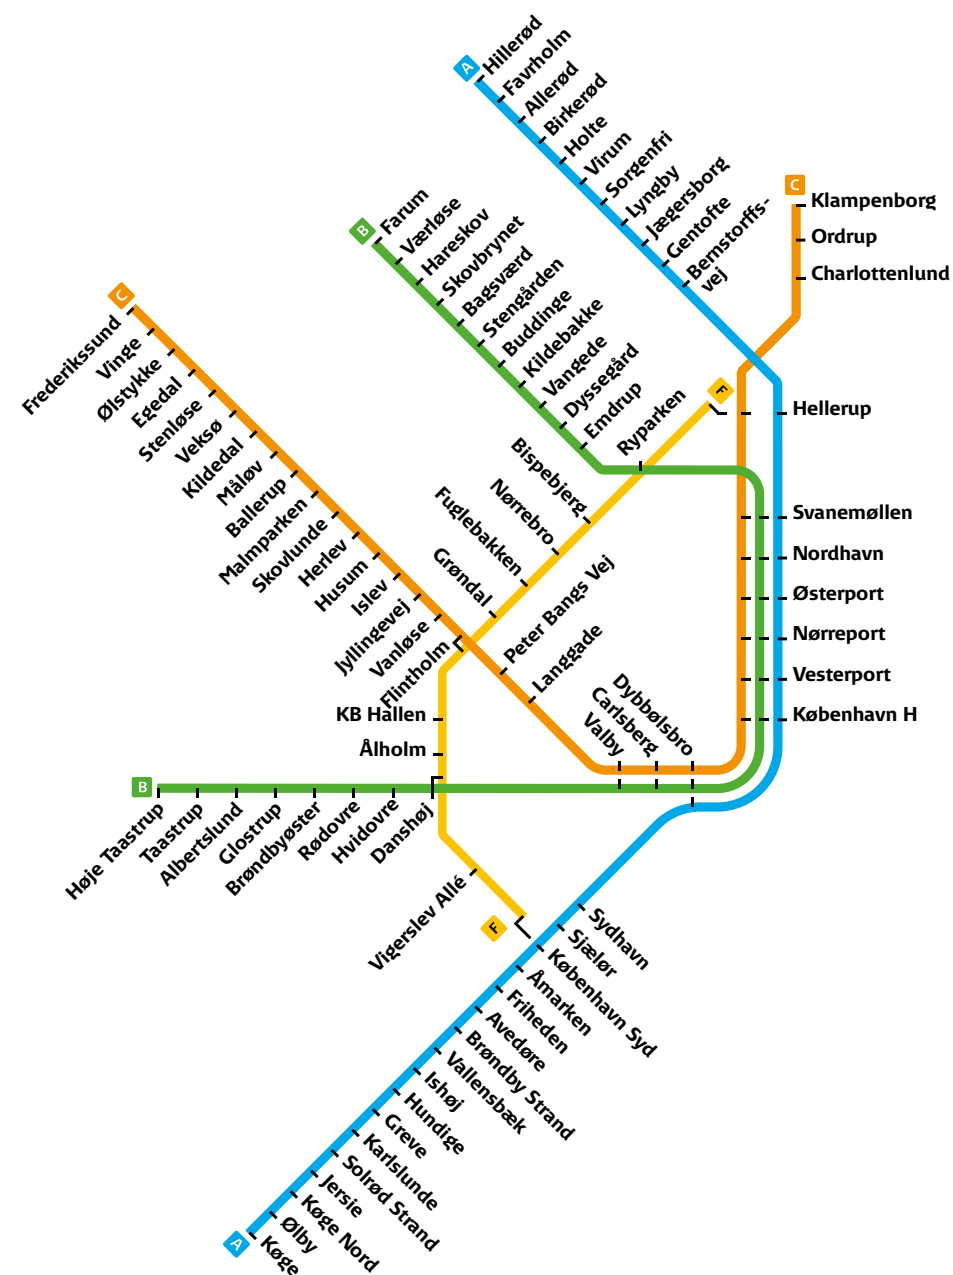 A
Hillerød
Favrholm
Allerød
Birkerød
Holte
Virum
Sorgenfri
Lyngby
Jægersborg
Gentofte
Bernstorffs-
vej
C
Klampenborg
Ordrup
Charlottenlund
B
Farum
Værløse
Hareskov
Skovbrynet
Bagsværd
Stengården
Buddinge
Kildebakke
Vangede
Dyssegård
Emdrup
Ryparken
F
Hellerup
C
Frederikssund
Vinge
Ølstykke
Egedal
Stenløse
Veksø
Kildedal
Måløv
Ballerup
Malmparken
Skovlunde
Herlev
Husum
Islev
Jyllingevej
Vanløse
Flintholm
Bispebjerg
Nørrebro
Fuglebakken
Grøndal
Peter Bangs Vej
Langgade
Svanemøllen
Nordhavn
Østerport
Nørreport
Vesterport
København H
Dybbølsbro
Carlsberg
Valby
KB Hallen
Ålholm
B
Høje Taastrup
Taastrup
Albertslund
Glostrup
Brøndbyøster
Rødovre
Hvidovre
Danshøj
Vigerslev Allé
F
Sydhavn
Sjælør
København Syd
Åmarken
Friheden
Avedøre
Brøndby Strand
Vallensbæk
Ishøj
Hundige
Greve
Karlslunde
Solrød Strand
Jersie
Køge Nord
Ølby
Køge
A